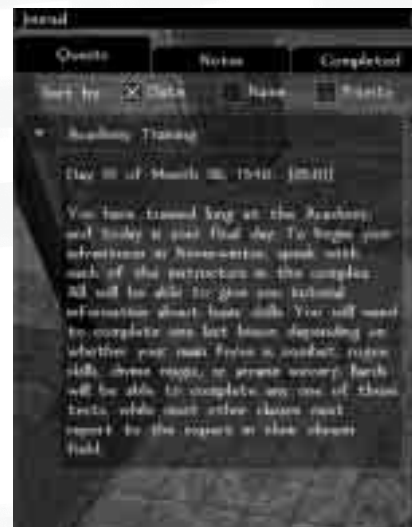 Journal
Quests Notes Completed
Sort by Date Name Priority
Academy Training
Day of March
You have trained long at the Academy,
and today is your final day. To begin your
adventures in Neverwinter, speak with
each of the instructors in the complex.
All will be able to give you tutorial
information about basic skills. You will need
to complete one last lesson depending on
whether your main focus is combat, rogue
skills, divine magic, or arcane sorcery. Bards
will be able to complete any one of these
tests, while most other classes must
report to the expert in their chosen
field.